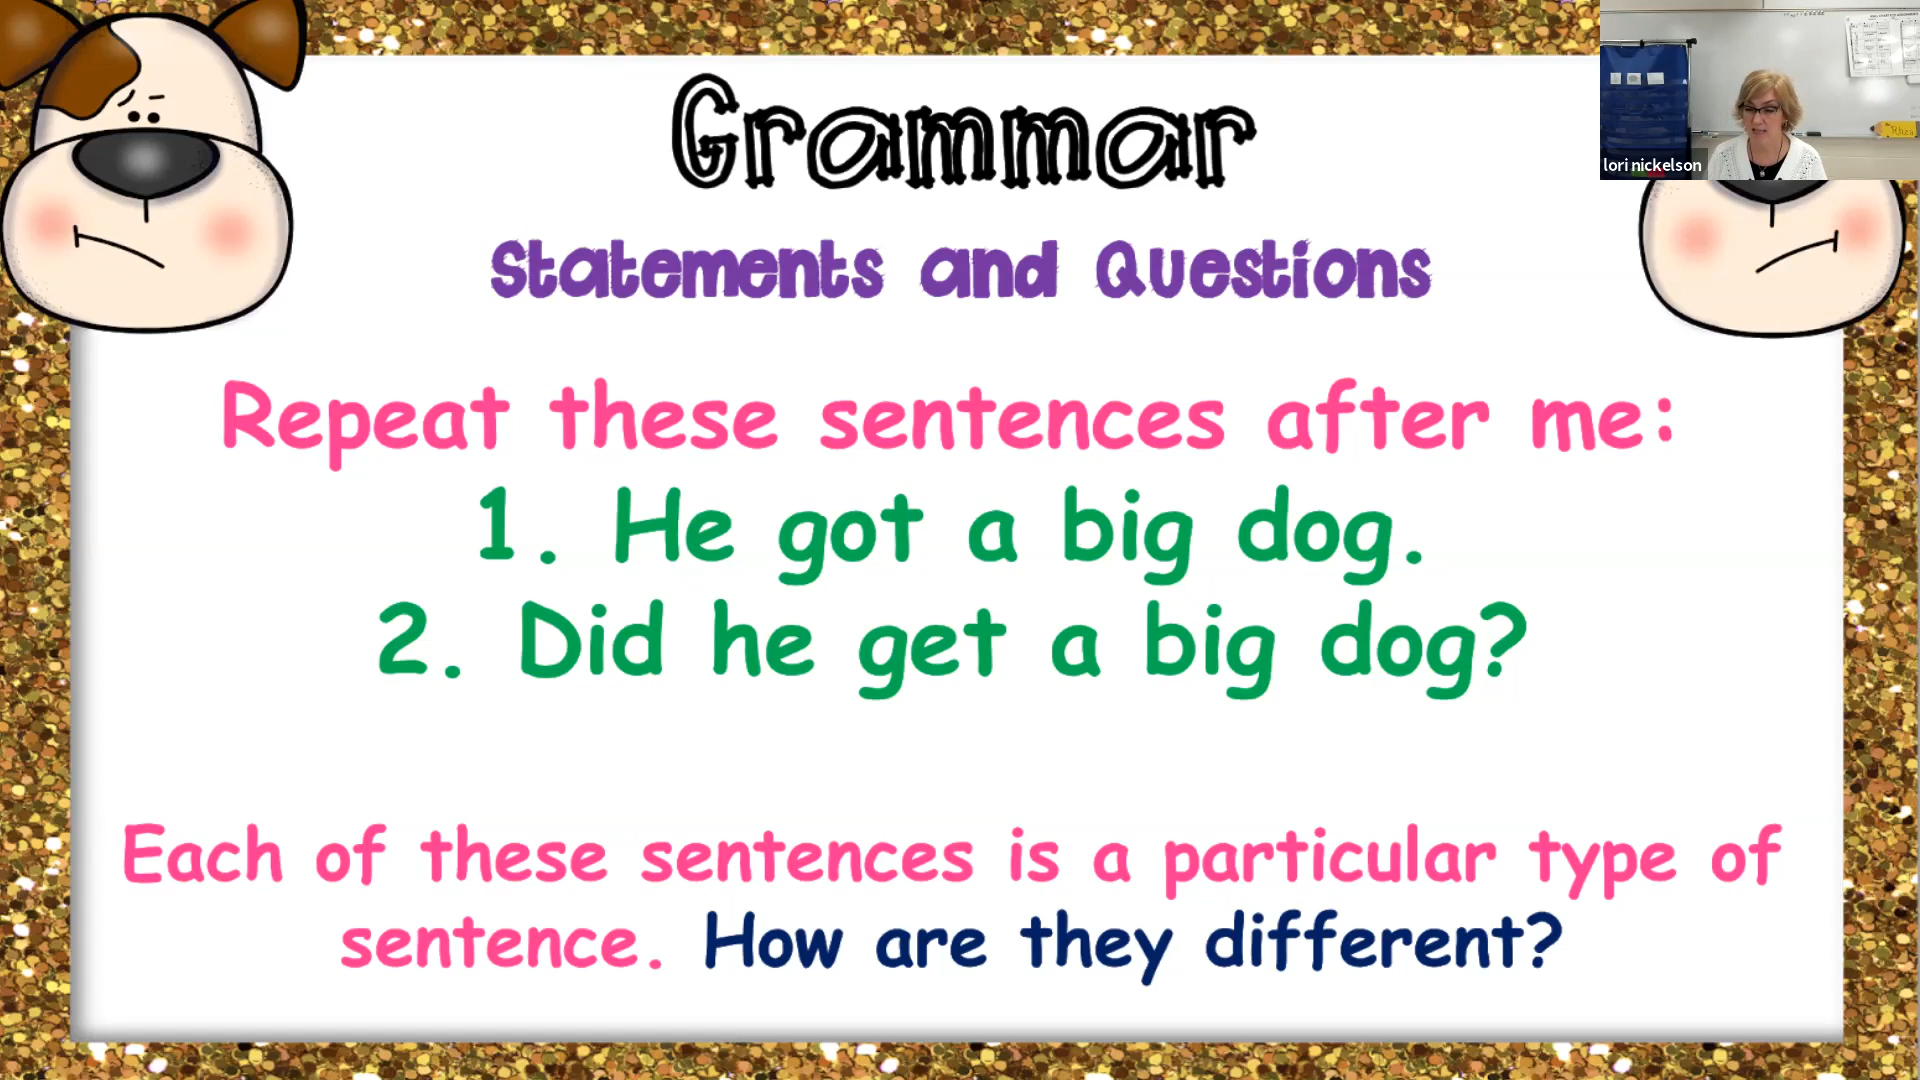 Grammar
Statements and Questions
Repeat these sentences after me:
1. He got a big dog.
2. Did he get a big dog?
Each of these sentences is a particular type of
sentence. How are they different?
lori nickelson